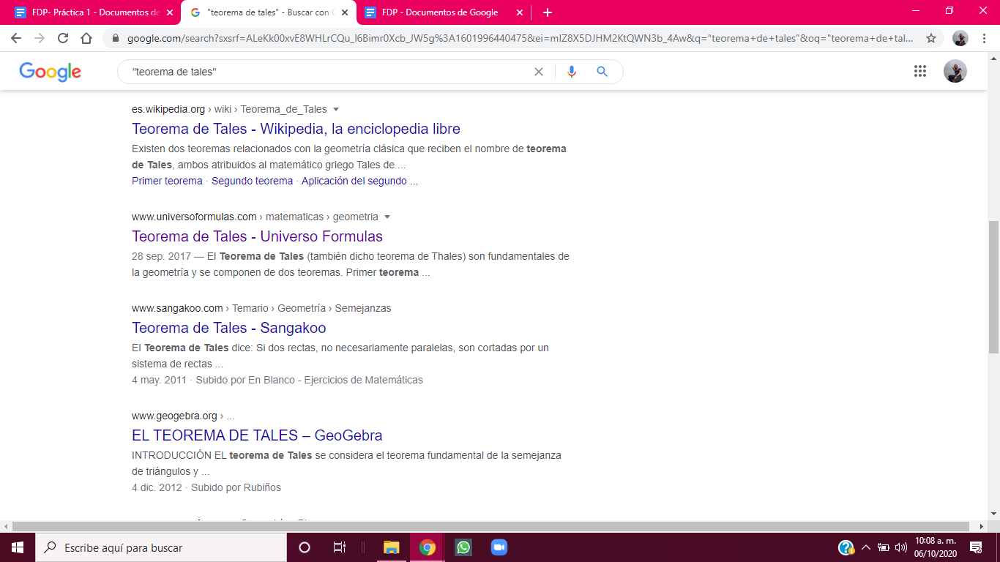 FDP- Práctica 1 - Documentos de
"teorema de tales" - Buscar con G
FDP - Documentos de Google
google.com/search?sxsrf=ALeKk00xvE8WHLrCQu_l6Bimr0Xcb_JW5g%3A1601996440475&ei=mIZ8X5DJHM2KtQWN3b_4Aw&q="teorema+de+tales"&oq="teorema+de+tal...
Google
"teorema de tales"
es.wikipedia.org › wiki › Teorema_de_Tales
Teorema de Tales - Wikipedia, la enciclopedia libre
Existen dos teoremas relacionados con la geometría clásica que reciben el nombre de teorema
de Tales, ambos atribuidos al matemático griego Tales de ...
Primer teorema · Segundo teorema · Aplicación del segundo ...
www.universoformulas.com › matematicas › geometria
Teorema de Tales - Universo Formulas
28 sep. 2017 — El Teorema de Tales (también dicho teorema de Thales) son fundamentales de
la geometría y se componen de dos teoremas. Primer teorema ...
www.sangakoo.com › Temario › Geometría › Semejanzas
Teorema de Tales - Sangakoo
El Teorema de Tales dice: Si dos rectas, no necesariamente paralelas, son cortadas por un
sistema de rectas ...
4 may. 2011 · Subido por En Blanco - Ejercicios de Matemáticas
www.geogebra.org › ...
EL TEOREMA DE TALES – GeoGebra
INTRODUCCIÓN EL teorema de Tales se considera el teorema fundamental de la semejanza
de triángulos y ...
4 dic. 2012 · Subido por Rubiños
Escribe aquí para buscar
10:08 a. m.
06/10/2020